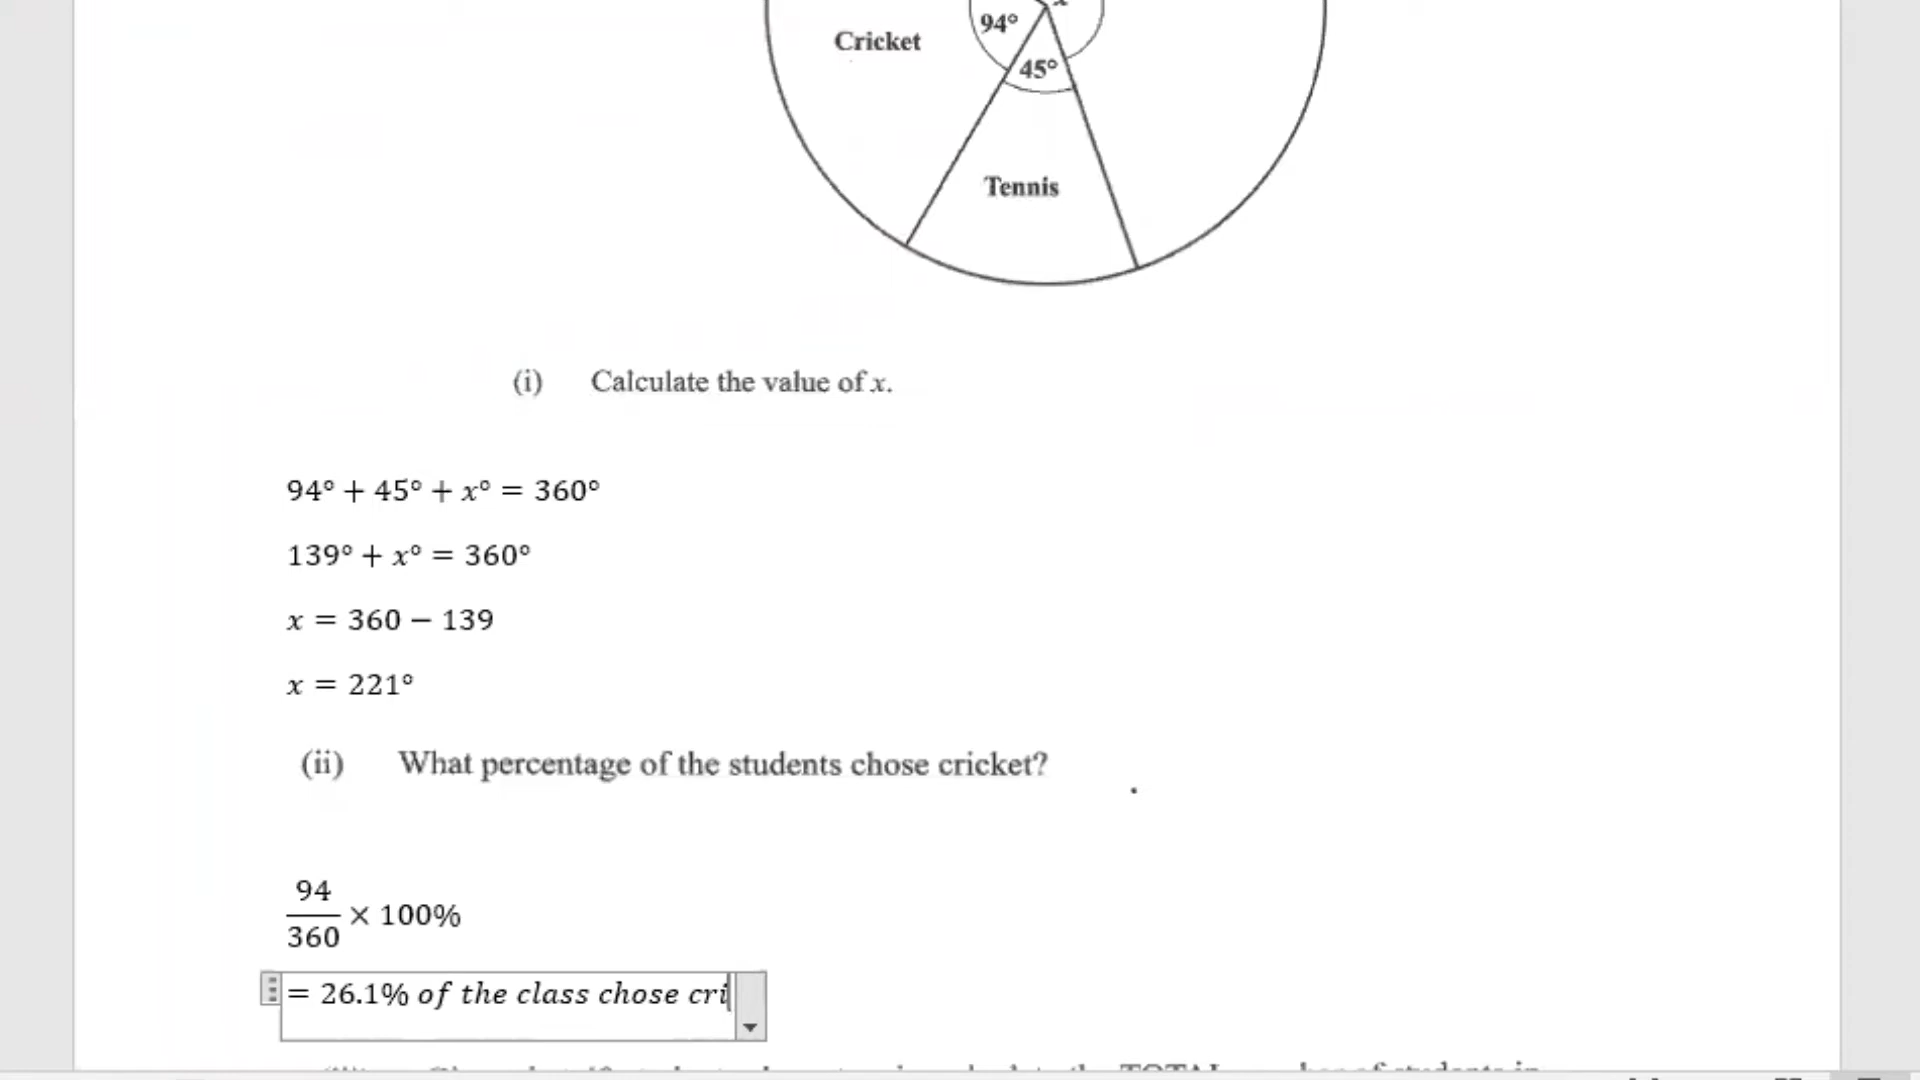 x
94°
Cricket
45°
Tennis
(i) Calculate the value of x.
94° + 45° + x° = 360°
139° + x° = 360°
x = 360 − 139
x = 221°
(ii) What percentage of the students chose cricket?
94
360
× 100%
= 26.1% of the class chose cri